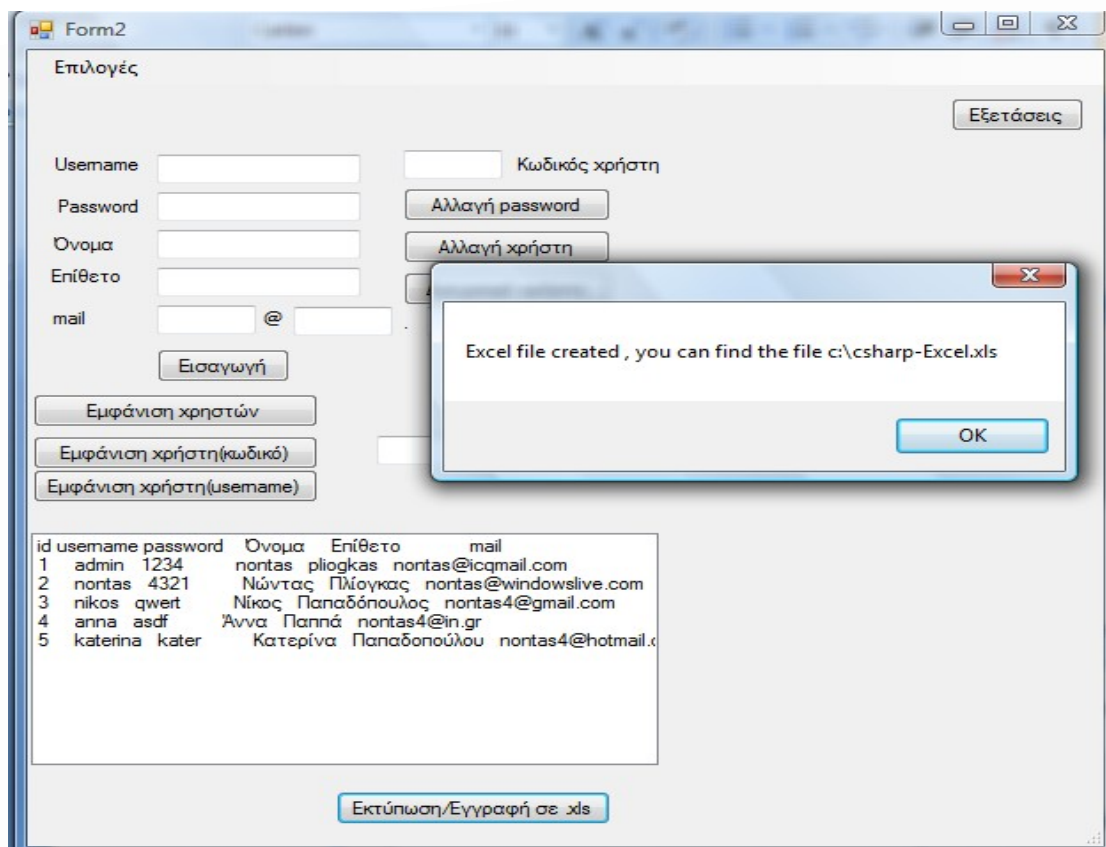 Form2
Επιλογές
Εξετάσεις
Username Κωδικός χρήστη
Password Αλλαγή password
Όνομα Αλλαγή χρήστη
Επίθετο
mail @ .
Excel file created , you can find the file c:\csharp-Excel.xls
Εισαγωγή
Εμφάνιση χρηστών
OK
Εμφάνιση χρήστη(κωδικό)
Εμφάνιση χρήστη(username)
id username password Όνομα Επίθετο mail
1 admin 1234 nontas pliogkas nontas@icqmail.com
2 nontas 4321 Νώντας Πλίογκας nontas@windowslive.com
3 nikos qwert Νίκος Παπαδόπουλος nontas4@gmail.com
4 anna asdf Άννα Παππά nontas4@in.gr
5 katerina kater Κατερίνα Παπαδοπούλου nontas4@hotmail.c
Εκτύπωση/Εγγραφή σε .xls